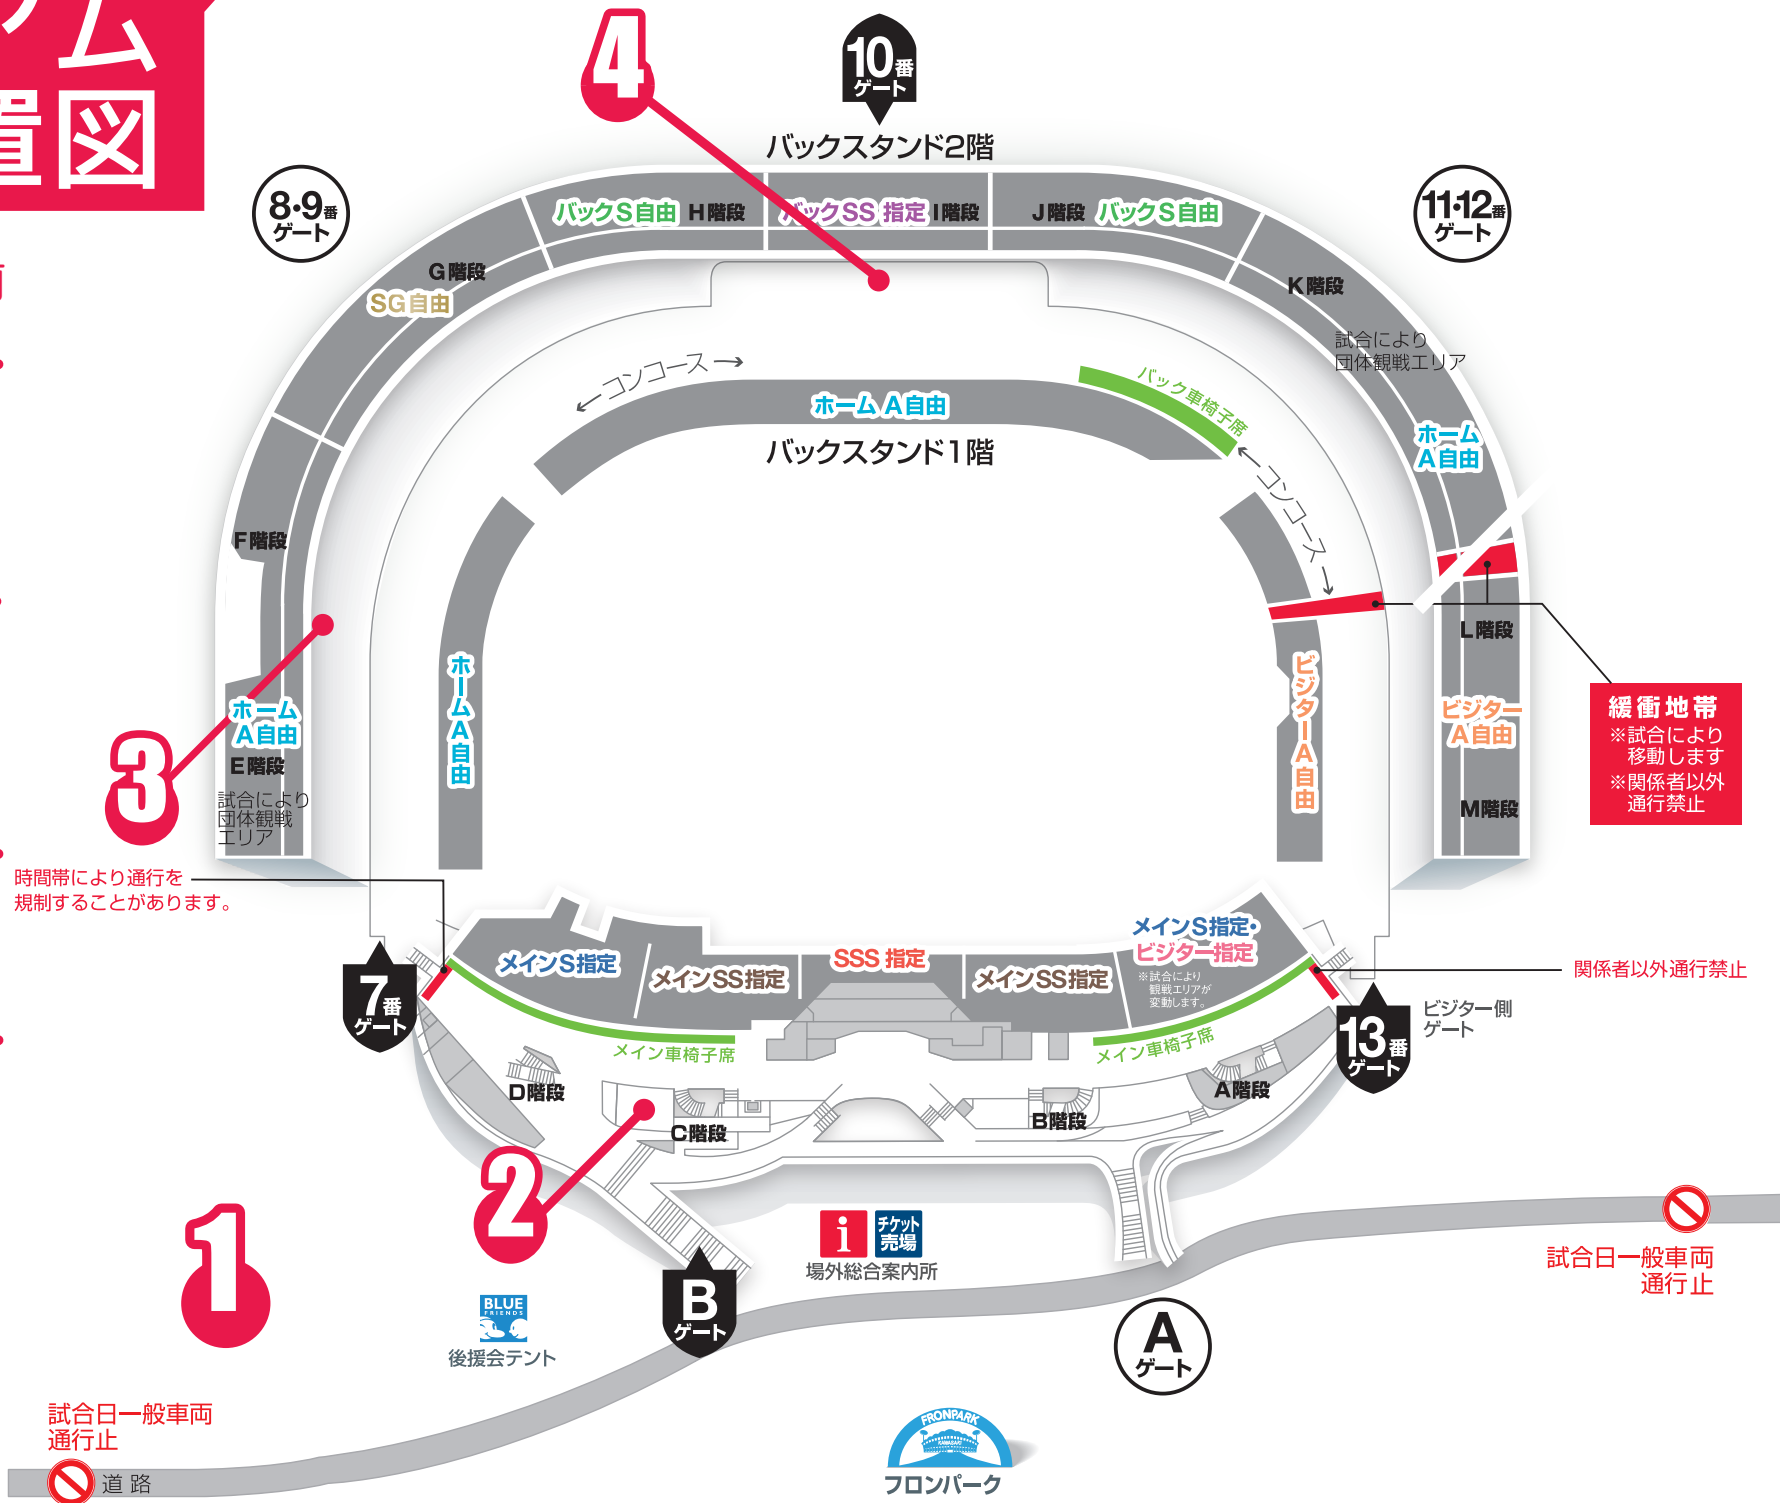 ム
置図
4
10番
ゲート
バックスタンド2階
8・9番
ゲート
11・12番
ゲート
バックS自由 H階段
バックSS 指定 I階段
J階段 バックS自由
G階段
SG自由
K階段
試合により
団体観戦エリア
←コンコース→
ホーム A自由
バック車椅子席
バックスタンド1階
ホーム
A自由
←コンコース→
F階段
L階段
ホームA自由
ビジターA自由
緩衝地帯
※試合により
移動します
※関係者以外
通行禁止
ホーム
A自由
E階段
試合により
団体観戦
エリア
ビジター
A自由
M階段
3
時間帯により通行を
規制することがあります。
メインS指定
メインSS指定
SSS 指定
メインSS指定
メインS指定・
ビジター指定
※試合により
観戦エリアが
変動します。
関係者以外通行禁止
7番
ゲート
13番
ゲート
ビジター側
ゲート
メイン車椅子席
メイン車椅子席
D階段
C階段
B階段
A階段
2
1
i
チケット
売場
場外総合案内所
B
ゲート
A
ゲート
BLUE
FRIENDS
後援会テント
試合日一般車両
通行止
試合日一般車両
通行止
道路
FRONPARK
KAWASAKI
フロンパーク